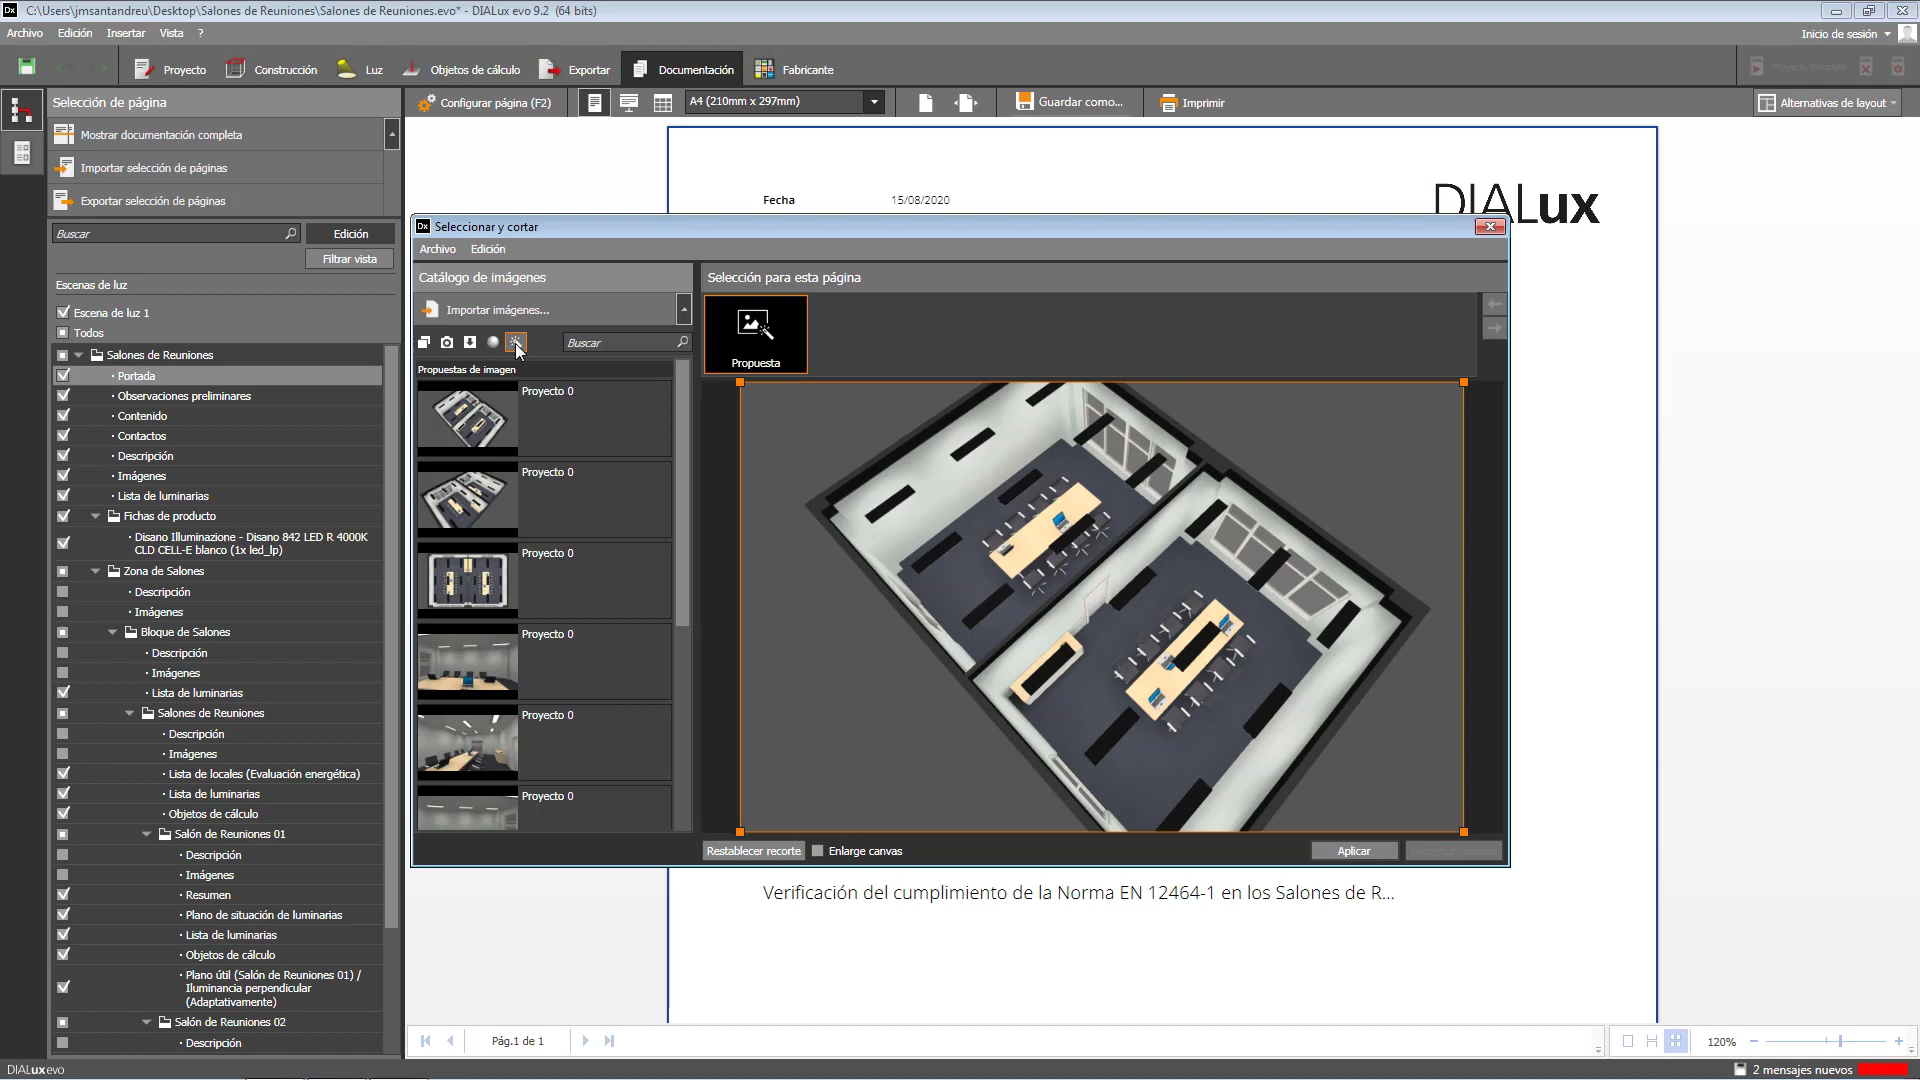 C:\Users\jmsantandreu\Desktop\Salones de Reuniones\Salones de Reuniones.evo* - DIALux evo 9.2 (64 bits)
Archivo Edición Insertar Vista ?
Inicio de sesión
Proyecto Construcción Luz Objetos de cálculo Exportar Documentación Fabricante
Proyecto completo
Selección de página
Configurar página (F2)
A4 (210mm x 297mm)
Guardar como...
Imprimir
Alternativas de layout
Mostrar documentación completa
Importar selección de páginas
Exportar selección de páginas
Buscar
Edición
Filtrar vista
Escenas de luz
Escena de luz 1
Todos
Salones de Reuniones
· Portada
· Observaciones preliminares
· Contenido
· Contactos
· Descripción
· Imágenes
· Lista de luminarias
Fichas de producto
· Disano Illuminazione - Disano 842 LED R 4000K
CLD CELL-E blanco (1x led_lp)
Zona de Salones
· Descripción
· Imágenes
Bloque de Salones
· Descripción
· Imágenes
· Lista de luminarias
Salones de Reuniones
· Descripción
· Imágenes
· Lista de locales (Evaluación energética)
· Lista de luminarias
· Objetos de cálculo
Salón de Reuniones 01
· Descripción
· Imágenes
· Resumen
· Plano de situación de luminarias
· Lista de luminarias
· Objetos de cálculo
· Plano útil (Salón de Reuniones 01) /
Iluminancia perpendicular
(Adaptativamente)
Salón de Reuniones 02
· Descripción
Fecha 15/08/2020
DIALux
Dx Seleccionar y cortar
Archivo Edición
Catálogo de imágenes
Importar imágenes...
Buscar
Propuestas de imagen
Proyecto 0
Proyecto 0
Proyecto 0
Proyecto 0
Proyecto 0
Proyecto 0
Selección para esta página
Propuesta
Restablecer recorte
Enlarge canvas
Aplicar
Verificación del cumplimiento de la Norma EN 12464-1 en los Salones de R...
Pág.1 de 1
120%
DIALux evo
2 mensajes nuevos